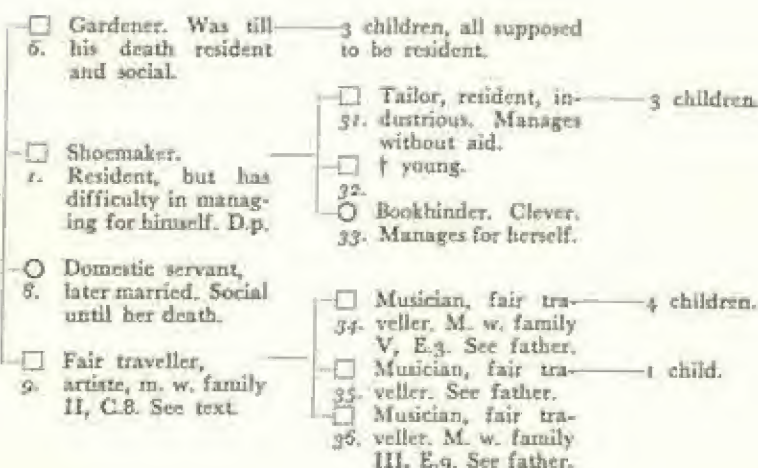 Gardener. Was till
6. his death resident
and social.
3 children, all supposed
to be resident.
Shoemaker.
Resident, but has
difficulty in manag-
ing for himself. D.p.
Tailor, resident, in-
31. dustrious. Manages
without aid.
3 children.
† young.
32.
Bookbinder. Clever.
33. Manages for herself.
Domestic servant,
8. later married. Social
until her death.
Fair traveller,
9. artiste, m. w. family
II, C.8. See text.
Musician, fair tra-
34. veller. M. w. family
V, E.3. See father.
4 children.
Musician, fair tra-
35. veller. See father.
1 child.
Musician, fair tra-
36. veller. M. w. family
III, E.9. See father.